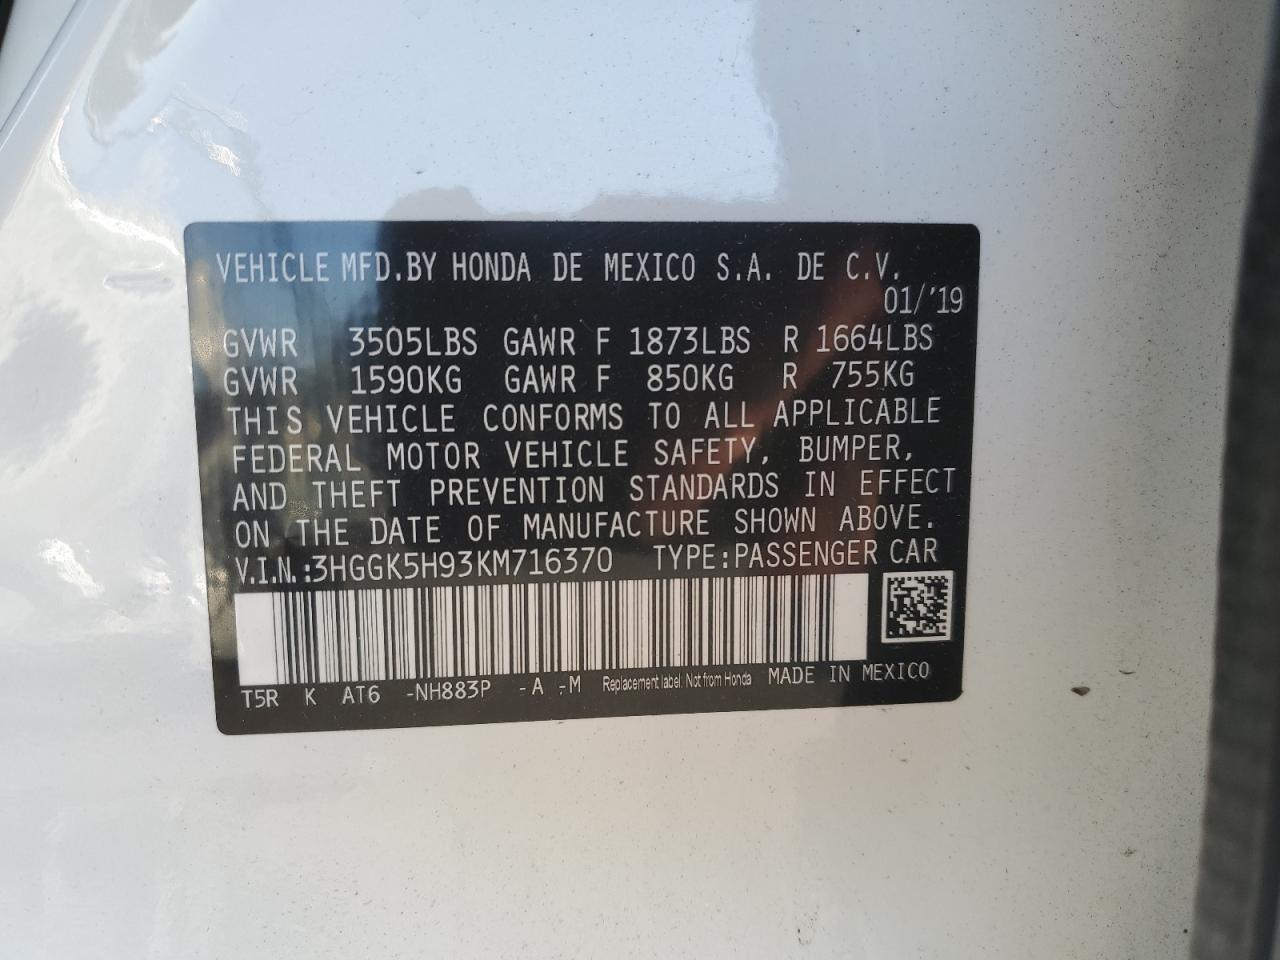 VEHICLE MFD.BY HONDA DE MEXICO S.A. DE C.V.
01/'19
GVWR 3505LBS GAWR F 1873LBS R 1664LBS
GVWR 1590KG GAWR F 850KG R 755KG
THIS VEHICLE CONFORMS TO ALL APPLICABLE
FEDERAL MOTOR VEHICLE SAFETY, BUMPER,
AND THEFT PREVENTION STANDARDS IN EFFECT
ON THE DATE OF MANUFACTURE SHOWN ABOVE.
V.I.N.:3HGGK5H93KM716370 TYPE:PASSENGER CAR
T5R K AT6 -NH883P -A -M Replacement label. Not from Honda MADE IN MEXICO